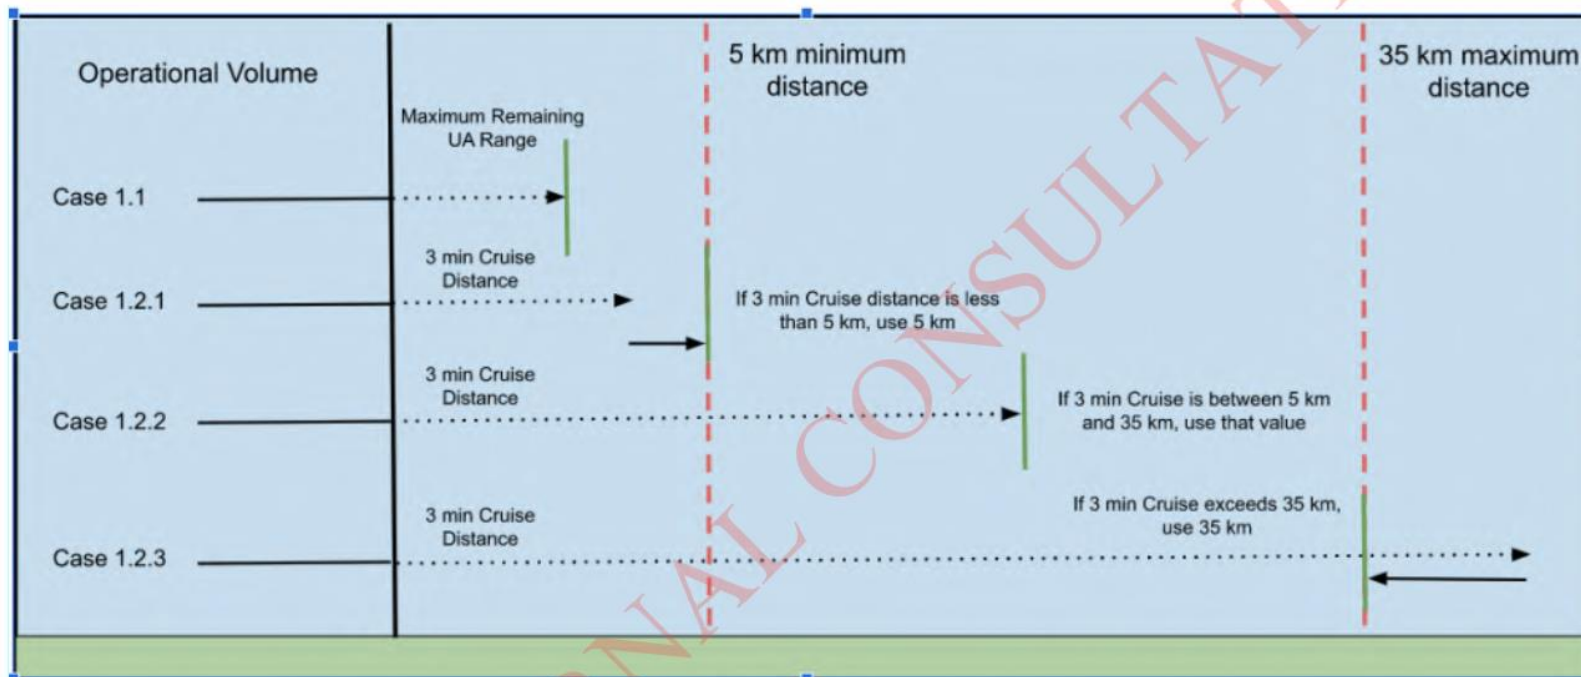 Operational Volume
5 km minimum
distance
35 km maximum
distance
Maximum Remaining
UA Range
Case 1.1
3 min Cruise
Distance
Case 1.2.1
If 3 min Cruise distance is less
than 5 km, use 5 km
3 min Cruise
Distance
Case 1.2.2
If 3 min Cruise is between 5 km
and 35 km, use that value
3 min Cruise
Distance
If 3 min Cruise exceeds 35 km,
use 35 km
Case 1.2.3
RNAL CONSULTAT